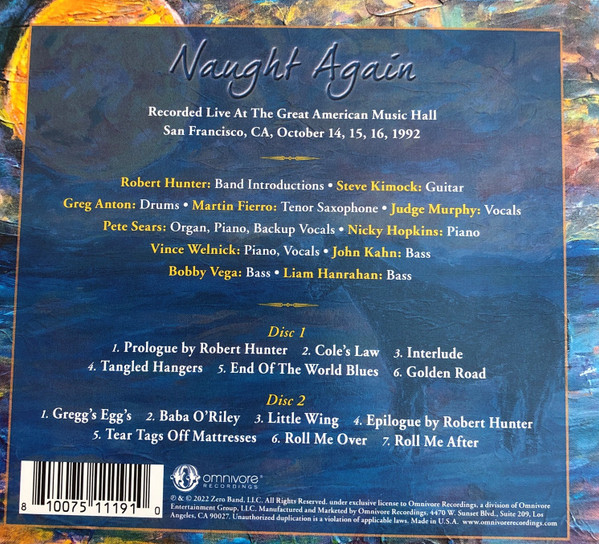 Naught Again
Recorded Live At The Great American Music Hall
San Francisco, CA, October 14, 15, 16, 1992
Robert Hunter: Band Introductions • Steve Kimock: Guitar
Greg Anton: Drums • Martin Fierro: Tenor Saxophone • Judge Murphy: Vocals
Pete Sears: Organ, Piano, Backup Vocals • Nicky Hopkins: Piano
Vince Welnick: Piano, Vocals • John Kahn: Bass
Bobby Vega: Bass • Liam Hanrahan: Bass
Disc 1
1. Prologue by Robert Hunter 2. Cole's Law 3. Interlude
4. Tangled Hangers 5. End Of The World Blues 6. Golden Road
Disc 2
1. Gregg's Egg's 2. Baba O'Riley 3. Little Wing 4. Epilogue by Robert Hunter
5. Tear Tags Off Mattresses 6. Roll Me Over 7. Roll Me After
8 10075 11191 0
omnivore®
RECORDINGS
℗ & © 2022 Zero Band, LLC. All Rights Reserved. under exclusive license to Omnivore Recordings, a division of Omnivore
Entertainment Group, LLC. Manufactured and Marketed by Omnivore Recordings, 4470 W. Sunset Blvd., Suite 209, Los
Angeles, CA 90027. Unauthorized duplication is a violation of applicable laws. Made in U.S.A. www.omnivorerecordings.com